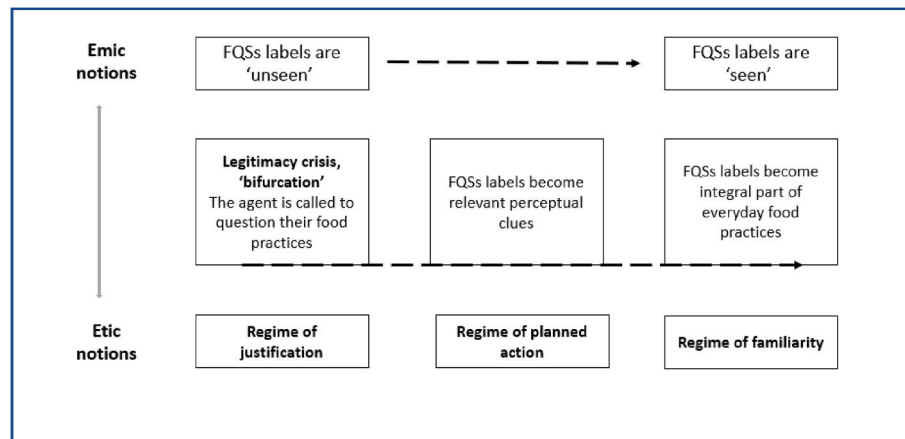 Emic
notions
FQSs labels are
‘unseen’
FQSs labels are
‘seen’
Legitimacy crisis,
‘bifurcation’
The agent is called to
question their food
practices
FQSs labels become
relevant perceptual
clues
FQSs labels become
integral part of
everyday food
practices
Etic
notions
Regime of
justification
Regime of planned
action
Regime of familiarity